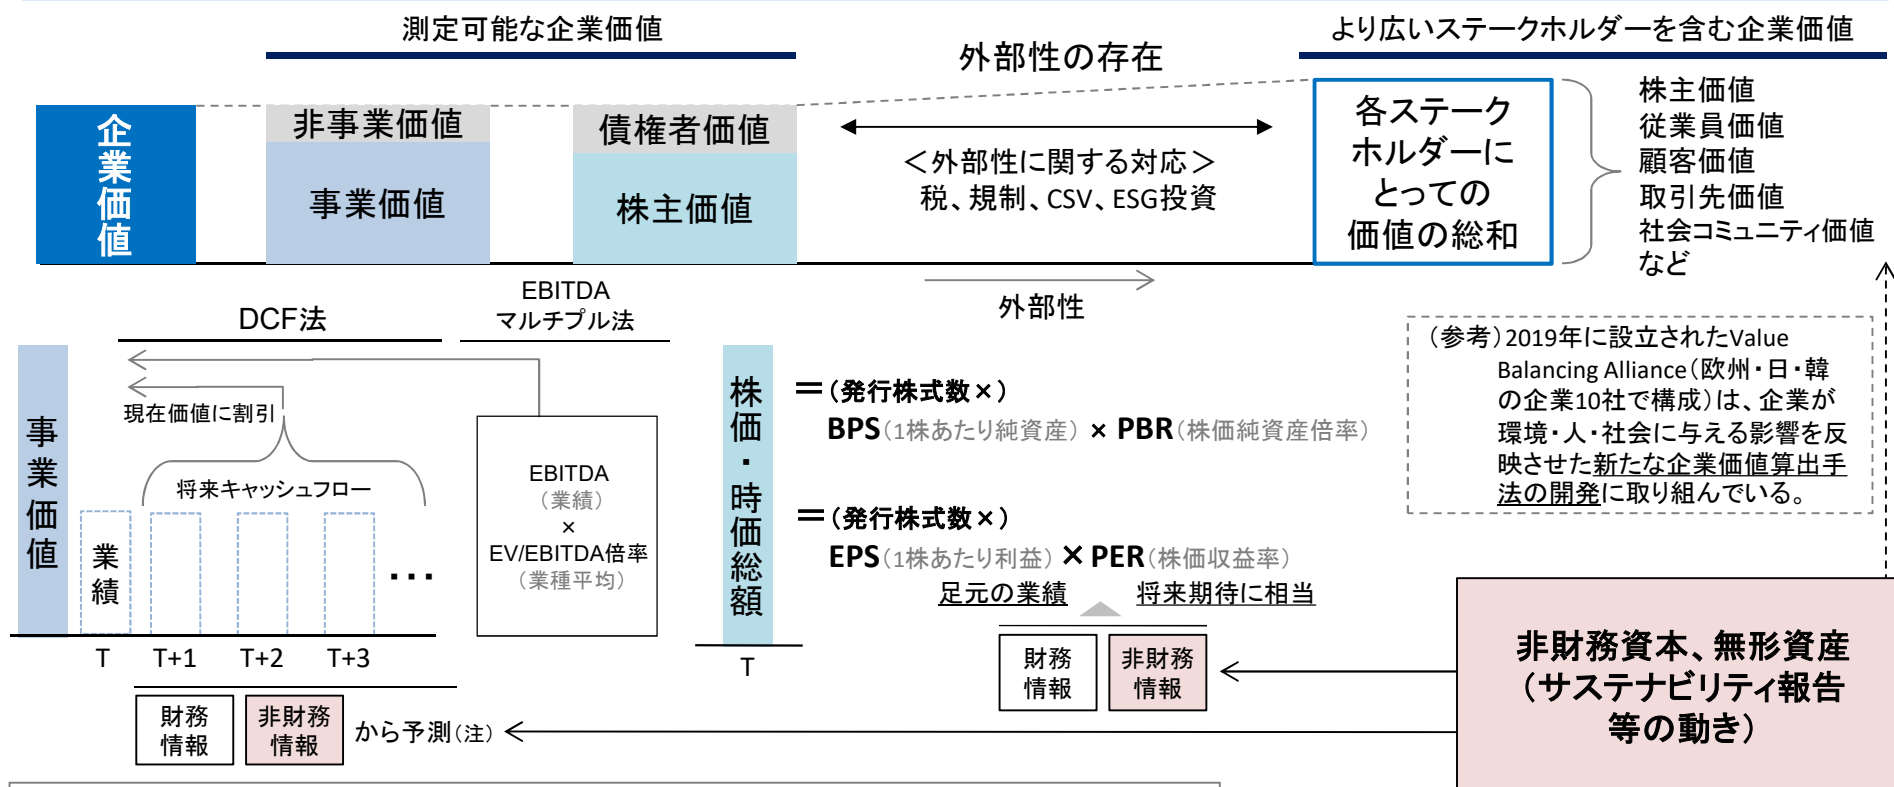 測定可能な企業価値
より広いステークホルダーを含む企業価値
外部性の存在
企業価値
非事業価値
事業価値
債権者価値
株主価値
＜外部性に関する対応＞
税、規制、CSV、ESG投資
各ステーク
ホルダーに
とっての
価値の総和
株主価値
従業員価値
顧客価値
取引先価値
社会コミュニティ価値
など
外部性
DCF法
EBITDA
マルチプル法
事業価値
現在価値に割引
将来キャッシュフロー
業績
…
T
T+1
T+2
T+3
財務
情報
非財務
情報
から予測（注）
EBITDA
（業績）
×
EV/EBITDA倍率
（業種平均）
株価・時価総額
T
＝（発行株式数×）
BPS（1株あたり純資産）× PBR（株価純資産倍率）
＝（発行株式数×）
EPS（1株あたり利益）× PER（株価収益率）
足元の業績
将来期待に相当
財務
情報
非財務
情報
（参考）2019年に設立されたValue
Balancing Alliance（欧州・日・韓
の企業10社で構成）は、企業が
環境・人・社会に与える影響を反
映させた新たな企業価値算出手
法の開発に取り組んでいる。
非財務資本、無形資産
（サステナビリティ報告
等の動き）